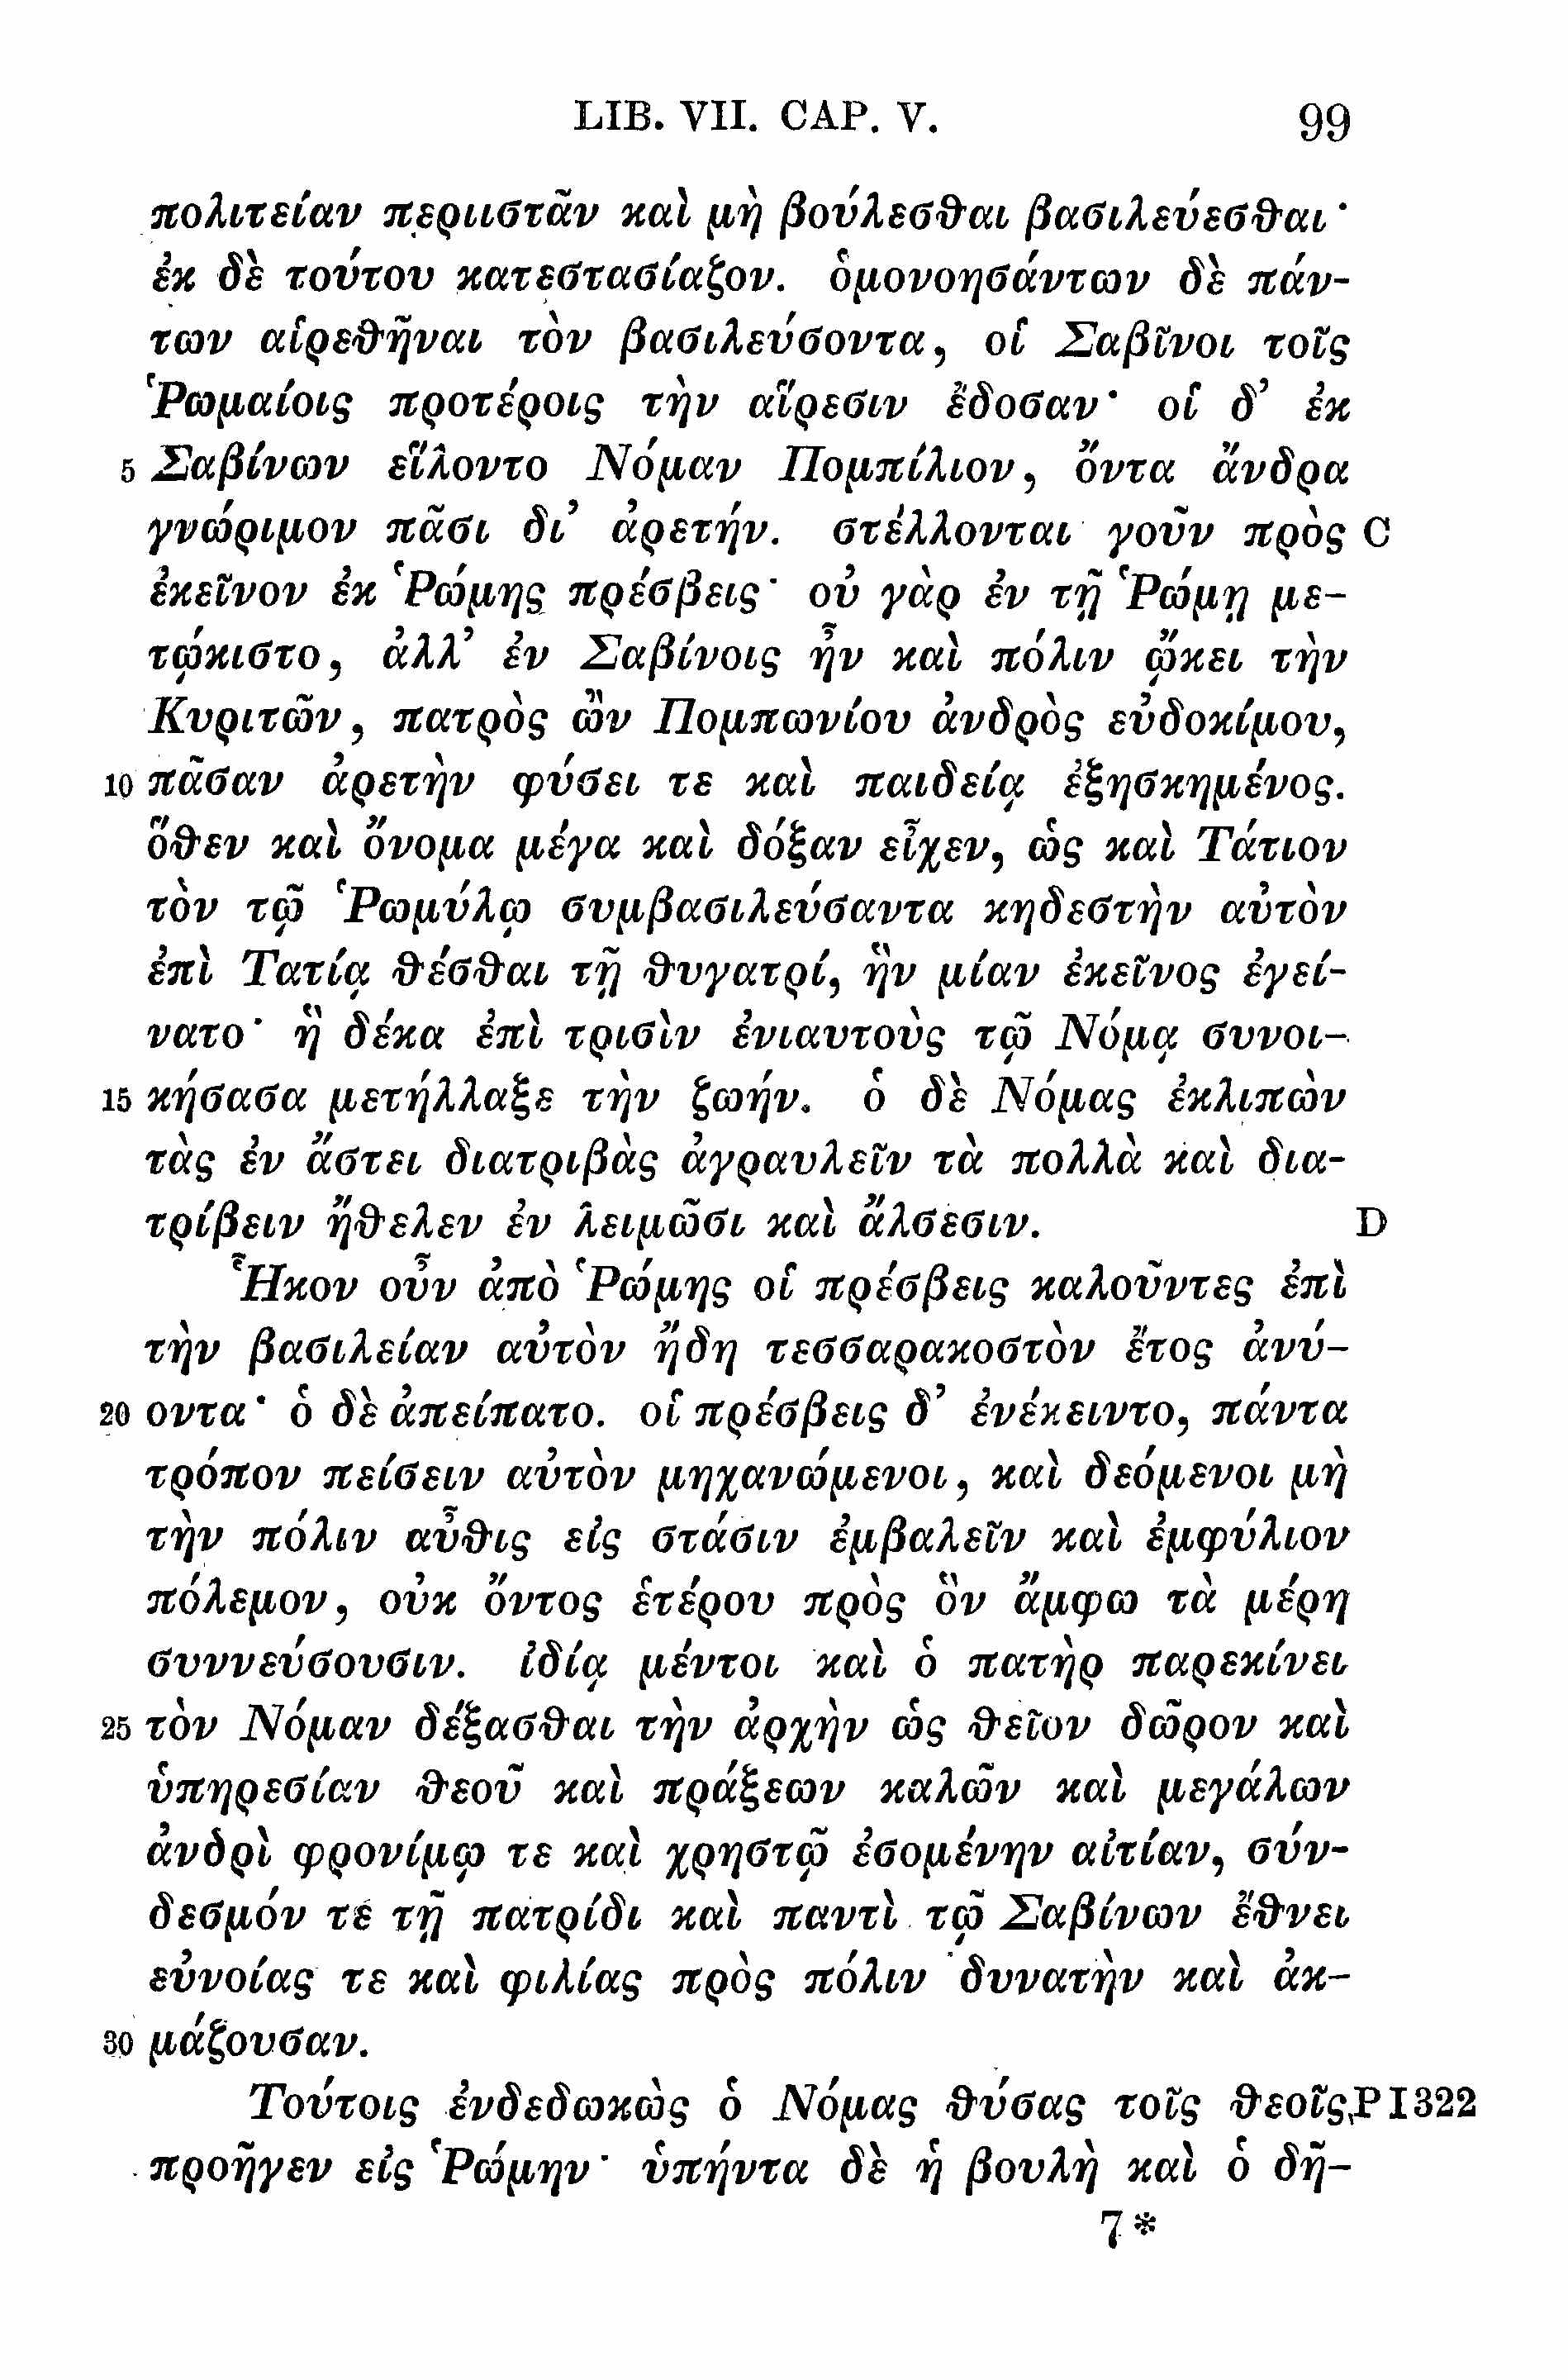 LIB. VII. CAP. V. 99
πολιτείαν περιιστᾶν καὶ μὴ βούλεσθαι βασιλεύεσθαι·
ἐκ δὲ τούτου κατεστασίαζον. ὁμονοησάντων δὲ πάν-
των αἱρεθῆναι τὸν βασιλεύσοντα, οἱ Σαβῖνοι τοῖς
Ῥωμαίοις προτέροις τὴν αἵρεσιν ἔδοσαν· οἱ δ' ἐκ
5 Σαβίνων εἵλοντο Νόμαν Πομπίλιον, ὄντα ἄνδρα
γνώριμον πᾶσι δι' ἀρετήν. στέλλονται γοῦν πρὸς C
ἐκεῖνον ἐκ Ῥώμης πρέσβεις· οὐ γὰρ ἐν τῇ Ῥώμῃ με-
τῴκιστο, ἀλλ' ἐν Σαβίνοις ἦν καὶ πόλιν ᾤκει τὴν
Κυριτῶν, πατρὸς ὢν Πομπωνίου ἀνδρὸς εὐδοκίμου,
10 πᾶσαν ἀρετὴν φύσει τε καὶ παιδείᾳ ἐξησκημένος.
ὅθεν καὶ ὄνομα μέγα καὶ δόξαν εἶχεν, ὡς καὶ Τάτιον
τὸν τῷ Ῥωμύλῳ συμβασιλεύσαντα κηδεστὴν αὐτὸν
ἐπὶ Τατίᾳ θέσθαι τῇ θυγατρί, ἣν μίαν ἐκεῖνος ἐγεί-
νατο· ἣ δέκα ἐπὶ τρισὶν ἐνιαυτοὺς τῷ Νόμᾳ συνοι-
15 κήσασα μετήλλαξε τὴν ζωήν. ὁ δὲ Νόμας ἐκλιπὼν
τὰς ἐν ἄστει διατριβὰς ἀγραυλεῖν τὰ πολλὰ καὶ δια-
τρίβειν ἤθελεν ἐν λειμῶσι καὶ ἄλσεσιν. D
Ἧκον οὖν ἀπὸ Ῥώμης οἱ πρέσβεις καλοῦντες ἐπὶ
τὴν βασιλείαν αὐτὸν ἤδη τεσσαρακοστὸν ἔτος ἀνύ-
20 οντα· ὁ δὲ ἀπείπατο. οἱ πρέσβεις δ' ἐνέκειντο, πάντα
τρόπον πείσειν αὐτὸν μηχανώμενοι, καὶ δεόμενοι μὴ
τὴν πόλιν αὖθις εἰς στάσιν ἐμβαλεῖν καὶ ἐμφύλιον
πόλεμον, οὐκ ὄντος ἑτέρου πρὸς ὃν ἄμφω τὰ μέρη
συννεύσουσιν. ἰδίᾳ μέντοι καὶ ὁ πατὴρ παρεκίνει
25 τὸν Νόμαν δέξασθαι τὴν ἀρχὴν ὡς θεῖον δῶρον καὶ
ὑπηρεσίαν θεοῦ καὶ πράξεων καλῶν καὶ μεγάλων
ἀνδρὶ φρονίμῳ τε καὶ χρηστῷ ἐσομένην αἰτίαν, σύν-
δεσμόν τε τῇ πατρίδι καὶ παντὶ τῷ Σαβίνων ἔθνει
εὐνοίας τε καὶ φιλίας πρὸς πόλιν δυνατὴν καὶ ἀκ-
30 μάζουσαν.
Τούτοις ἐνδεδωκὼς ὁ Νόμας θύσας τοῖς θεοῖς P I 322
προῆγεν εἰς Ῥώμην· ὑπήντα δὲ ἡ βουλὴ καὶ ὁ δῆ-
7*